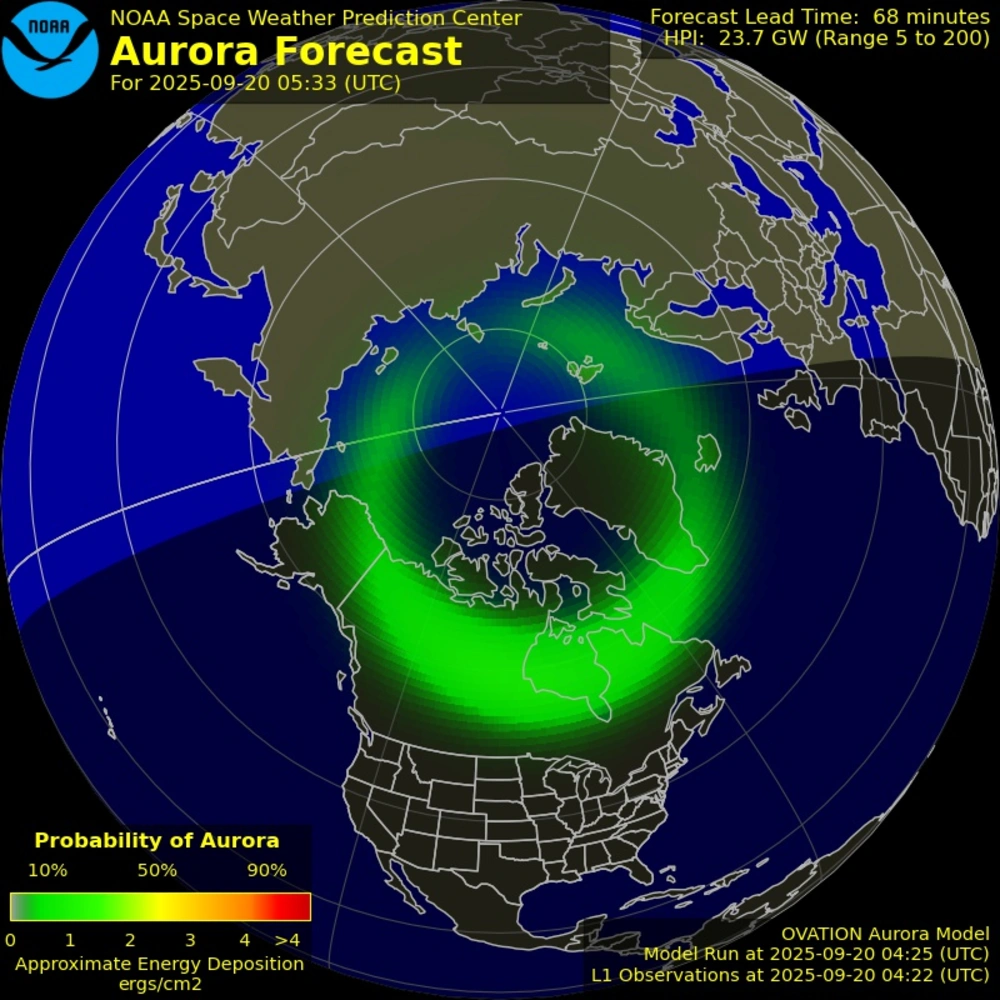 NOAA
NOAA Space Weather Prediction Center
Aurora Forecast
For 2025-09-20 05:33 (UTC)
Forecast Lead Time: 68 minutes
HPI: 23.7 GW (Range 5 to 200)
Probability of Aurora
10% 50% 90%
0 1 2 3 4 >4
Approximate Energy Deposition
ergs/cm2
OVATION Aurora Model
Model Run at 2025-09-20 04:25 (UTC)
L1 Observations at 2025-09-20 04:22 (UTC)